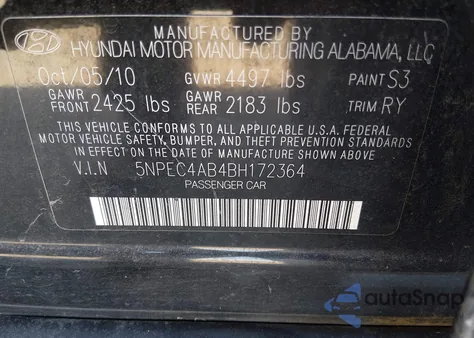 MANUFACTURED BY
HYUNDAI MOTOR MANUFACTURING ALABAMA, LLC
Oct/05/10 GVWR 4497 lbs PAINT S3
GAWR FRONT 2425 lbs GAWR REAR 2183 lbs TRIM RY
THIS VEHICLE CONFORMS TO ALL APPLICABLE U.S.A. FEDERAL
MOTOR VEHICLE SAFETY, BUMPER, AND THEFT PREVENTION STANDARDS
IN EFFECT ON THE DATE OF MANUFACTURE SHOWN ABOVE.
V.I.N 5NPEC4AB4BH172364
PASSENGER CAR
autoSnap